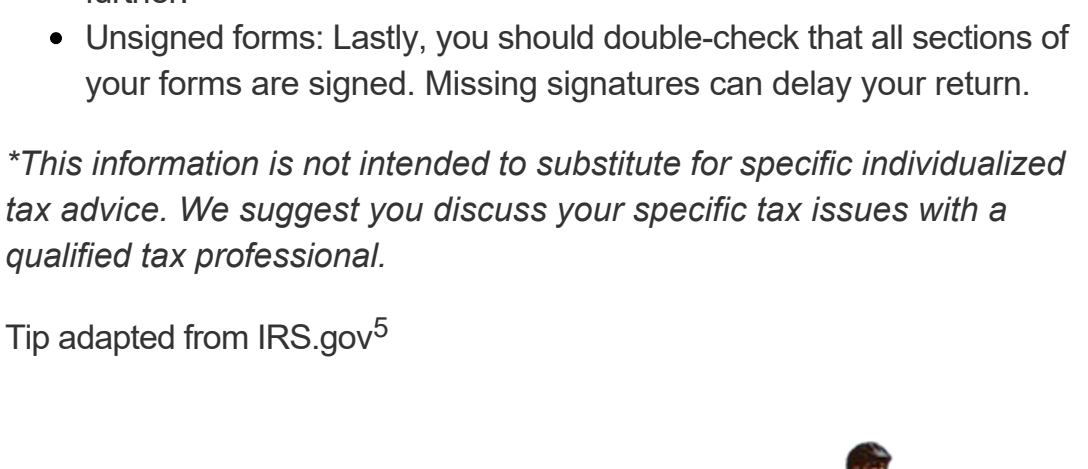 • Unsigned forms: Lastly, you should double-check that all sections of
your forms are signed. Missing signatures can delay your return.
*This information is not intended to substitute for specific individualized
tax advice. We suggest you discuss your specific tax issues with a
qualified tax professional.
Tip adapted from IRS.gov⁵